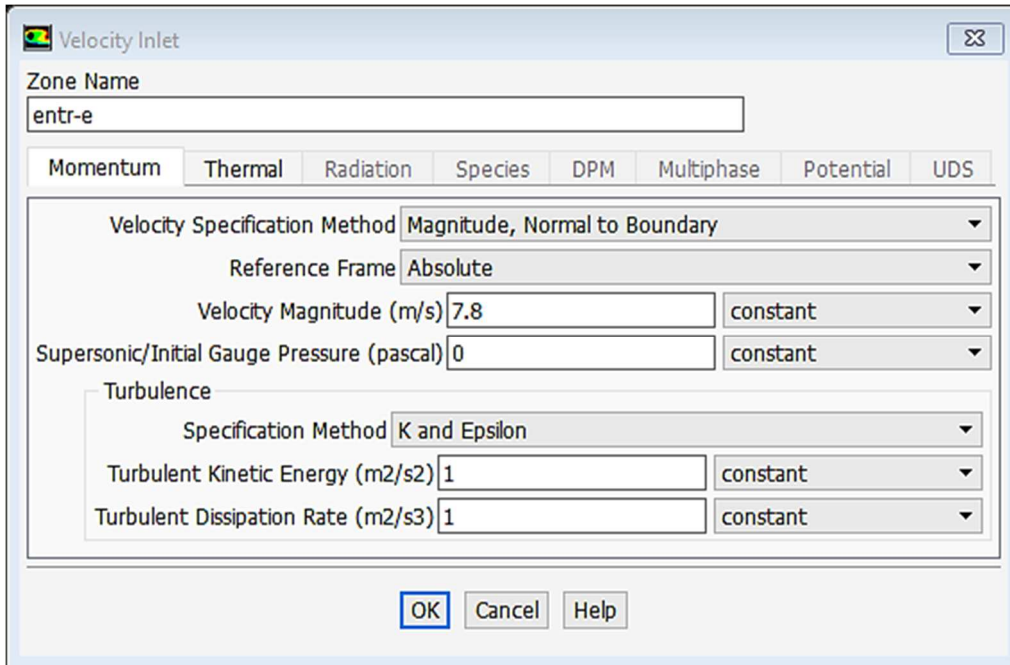 Velocity Inlet
Zone Name
entr-e
Momentum Thermal Radiation Species DPM Multiphase Potential UDS
Velocity Specification Method Magnitude, Normal to Boundary
Reference Frame Absolute
Velocity Magnitude (m/s) 7.8 constant
Supersonic/Initial Gauge Pressure (pascal) 0 constant
Turbulence
Specification Method K and Epsilon
Turbulent Kinetic Energy (m2/s2) 1 constant
Turbulent Dissipation Rate (m2/s3) 1 constant
OK Cancel Help